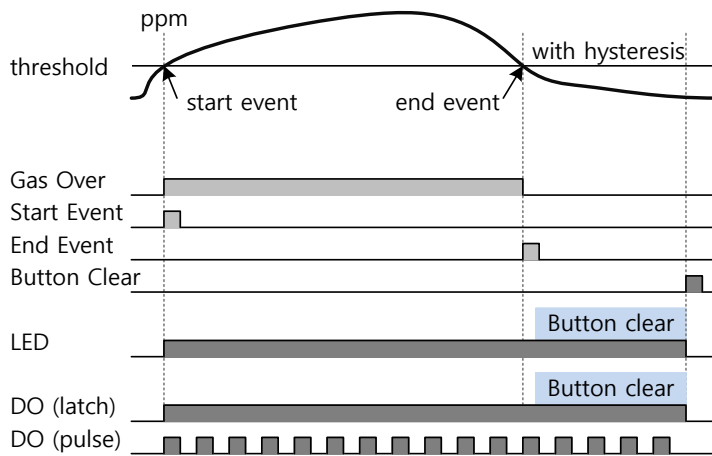 ppm
with hysteresis
threshold
start event
end event
Gas Over
Start Event
End Event
Button Clear
Button clear
LED
Button clear
DO (latch)
DO (pulse)